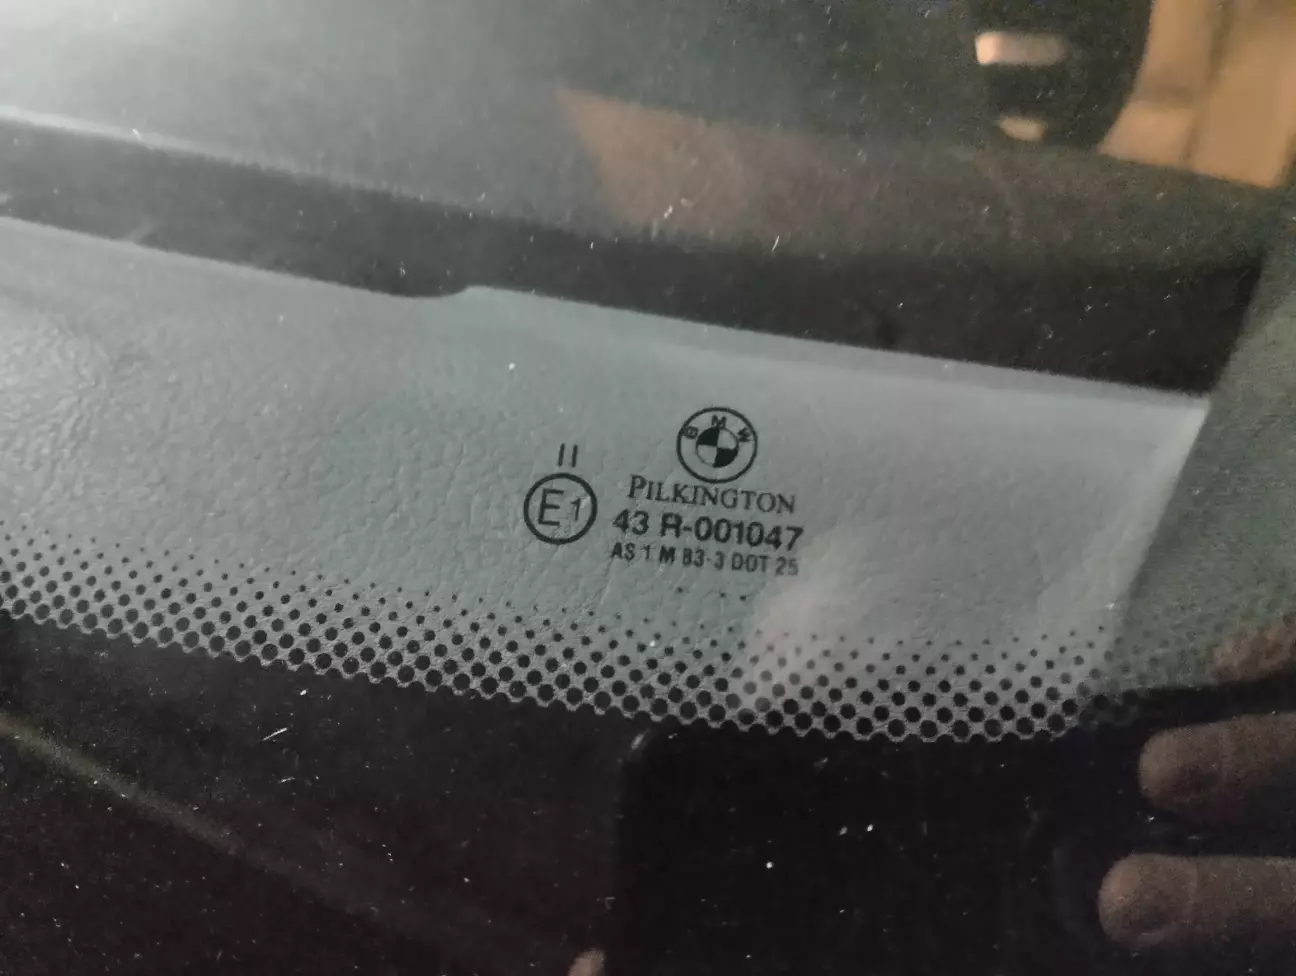 BMW
II
E1
PILKINGTON
43 R-001047
AS 1 M 83-3 DOT 25